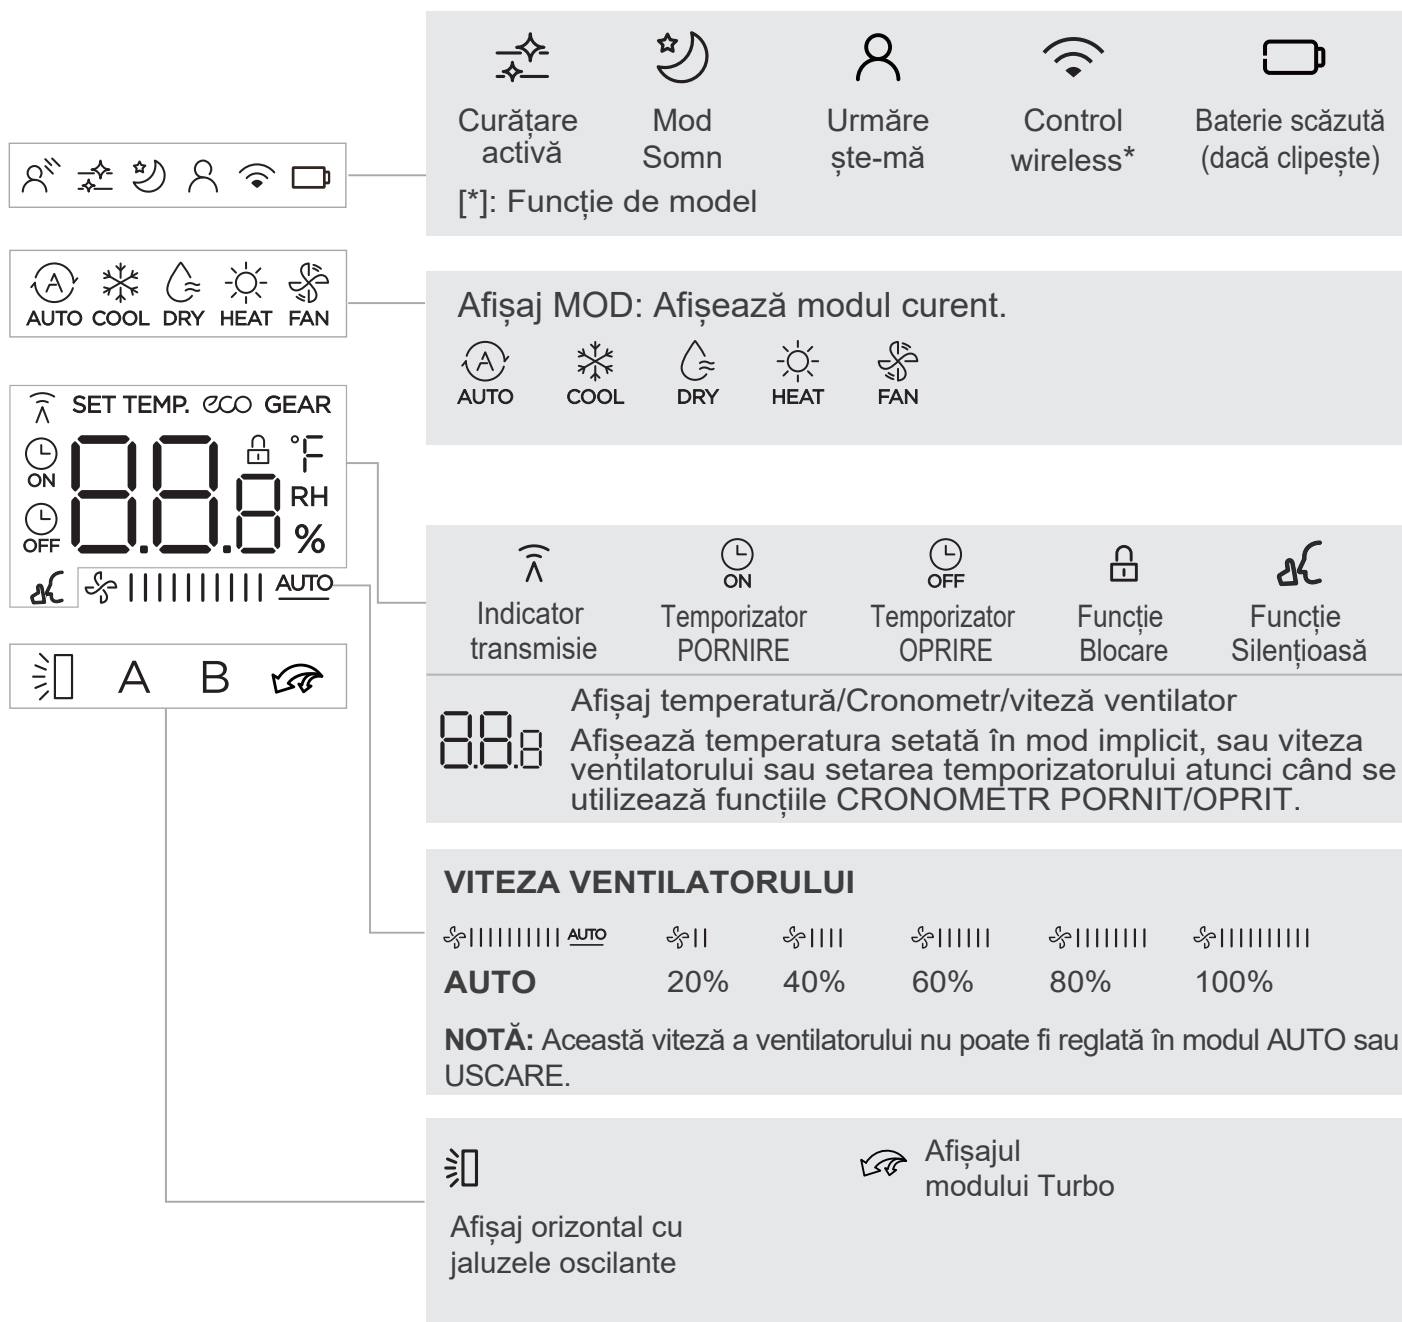 Curățare
activă
Mod
Somn
Urmăre
ște-mă
Control
wireless*
Baterie scăzută
(dacă clipește)
[*]: Funcție de model
AUTO COOL DRY HEAT FAN
Afișaj MOD: Afișează modul curent.
AUTO COOL DRY HEAT FAN
SET TEMP. eco GEAR
ON
88.8 °F
RH
OFF
%
AUTO
ON
OFF
Indicator
transmisie
Temporizator
PORNIRE
Temporizator
OPRIRE
Funcție
Blocare
Funcție
Silențioasă
A B
88.8
Afișaj temperatură/Cronometr/viteză ventilator
Afișează temperatura setată în mod implicit, sau viteza
ventilatorului sau setarea temporizatorului atunci când se
utilizează funcțiile CRONOMETR PORNIT/OPRIT.
VITEZA VENTILATORULUI
AUTO
AUTO 20% 40% 60% 80% 100%
NOTĂ: Această viteză a ventilatorului nu poate fi reglată în modul AUTO sau
USCARE.
Afișaj orizontal cu
jaluzele oscilante
Afișajul
modului Turbo